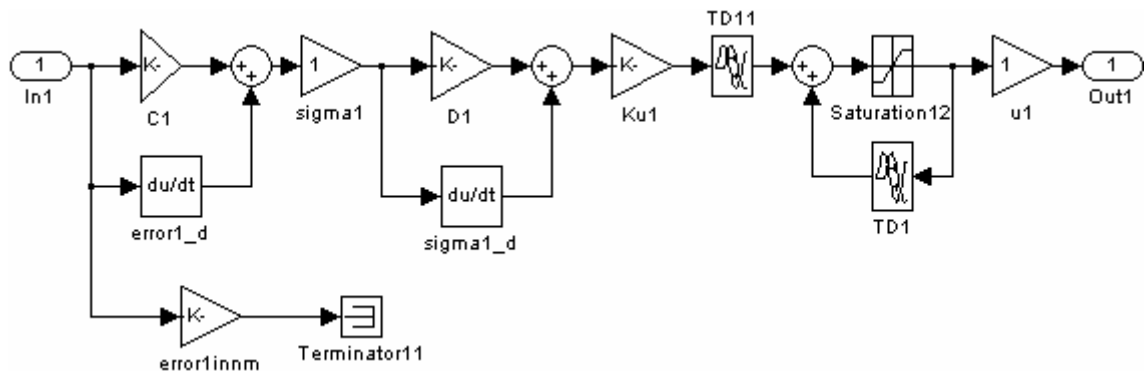 1
In1
K-
C1
+
+
1
sigma1
K-
D1
+
+
K-
Ku1
TD11
+
+
Saturation12
1
u1
1
Out1
du/dt
error1_d
du/dt
sigma1_d
TD1
K-
error1innm
Terminator11